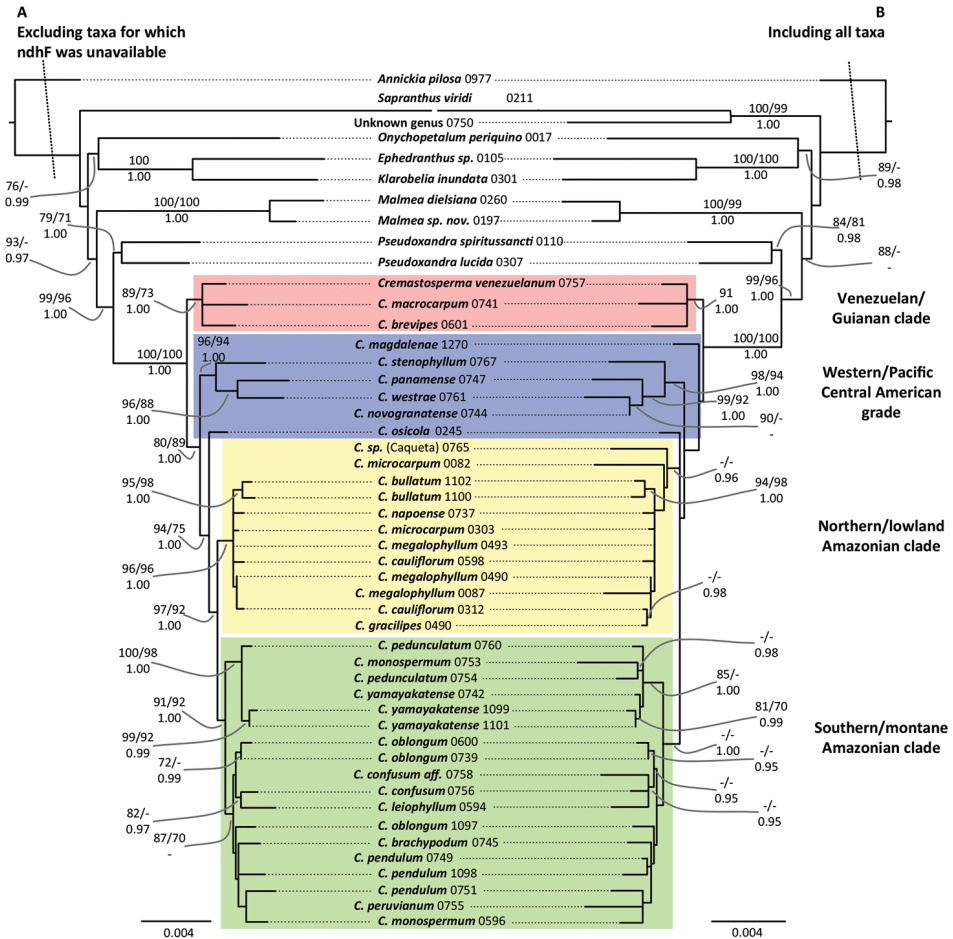 A
B
Excluding taxa for which
ndhF was unavailable
Including all taxa
Annickia pilosa 0977
Sapranthus viridi 0211
Unknown genus 0750
100/99
1.00
Onychopetalum periquino 0017
Ephedranthus sp. 0105
100
1.00
100/100
1.00
Klarobelia inundata 0301
89/-
0.98
76/-
0.99
Malmea dielsiana 0260
100/100
1.00
100/99
1.00
Malmea sp. nov. 0197
79/71
1.00
84/81
0.98
Pseudoxandra spiritussancti 0110
93/-
0.97
88/-
-
Pseudoxandra lucida 0307
Cremastosperma venezuelanum 0757
99/96
1.00
89/73
1.00
99/96
1.00
91
1.00
C. macrocarpum 0741
Venezuelan/
Guianan clade
C. brevipes 0601
C. magdalenae 1270
96/94
1.00
100/100
1.00
100/100
1.00
C. stenophyllum 0767
C. panamense 0747
98/94
1.00
Western/Pacific
Central American
grade
C. westrae 0761
99/92
1.00
96/88
1.00
C. novogranatense 0744
90/-
-
C. osicola 0245
80/89
1.00
C. sp. (Caqueta) 0765
C. microcarpum 0082
-/-
0.96
C. bullatum 1102
95/98
1.00
94/98
1.00
C. bullatum 1100
C. napoense 0737
C. microcarpum 0303
94/75
1.00
Northern/lowland
Amazonian clade
C. megalophyllum 0493
C. cauliflorum 0598
96/96
1.00
C. megalophyllum 0490
-/-
0.98
C. megalophyllum 0087
C. cauliflorum 0312
97/92
1.00
C. gracilipes 0490
C. pedunculatum 0760
-/-
0.98
100/98
1.00
C. monospermum 0753
C. pedunculatum 0754
85/-
1.00
C. yamayakatense 0742
91/92
1.00
C. yamayakatense 1099
81/70
0.99
C. yamayakatense 1101
Southern/montane
Amazonian clade
99/92
0.99
C. oblongum 0600
-/-
1.00
C. oblongum 0739
-/-
0.95
72/-
0.99
C. confusum aff. 0758
C. confusum 0756
-/-
0.95
C. leiophyllum 0594
-/-
0.95
82/-
0.97
C. oblongum 1097
87/70
-
C. brachypodum 0745
C. pendulum 0749
C. pendulum 1098
C. pendulum 0751
C. peruvianum 0755
C. monospermum 0596
0.004
0.004